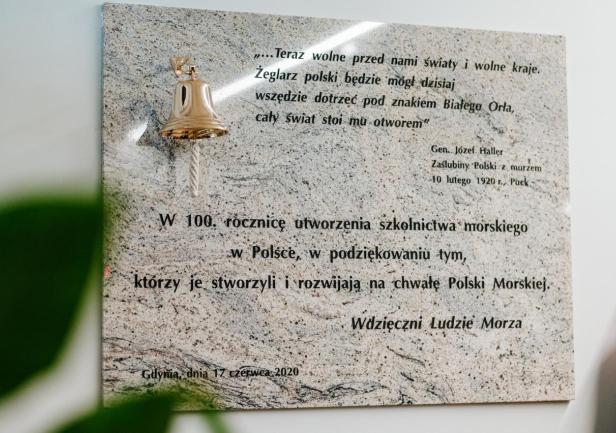 „...Teraz wolne przed nami światy i wolne kraje.
Żeglarz polski będzie mógł dzisiaj
wszędzie dotrzeć pod znakiem Białego Orła,
cały świat stoi mu otworem”
Gen. Józef Haller
Zaślubiny Polski z morzem
10 lutego 1920 r., Puck
W 100. rocznicę utworzenia szkolnictwa morskiego
w Polsce, w podziękowaniu tym,
którzy je stworzyli i rozwijają na chwałę Polski Morskiej.
Wdzięczni Ludzie Morza
Gdynia, dnia 17 czerwca 2020